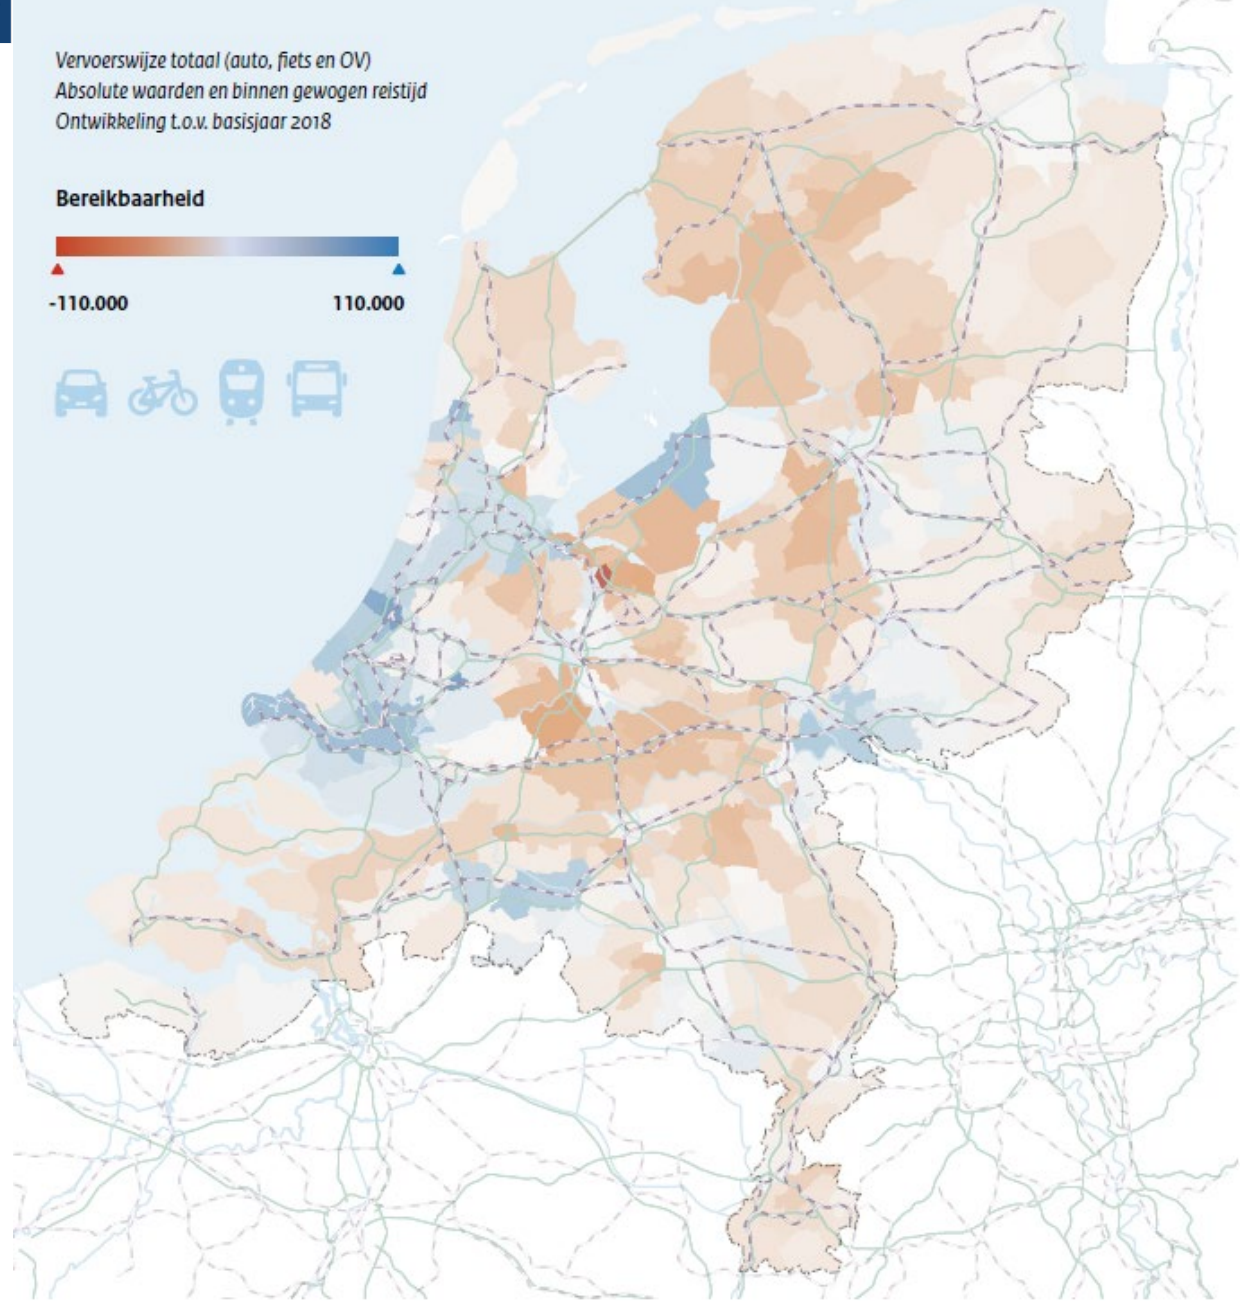 Vervoerswijze totaal (auto, fiets en OV)
Absolute waarden en binnen gewogen reistijd
Ontwikkeling t.o.v. basisjaar 2018
Bereikbaarheid
-110.000 110.000